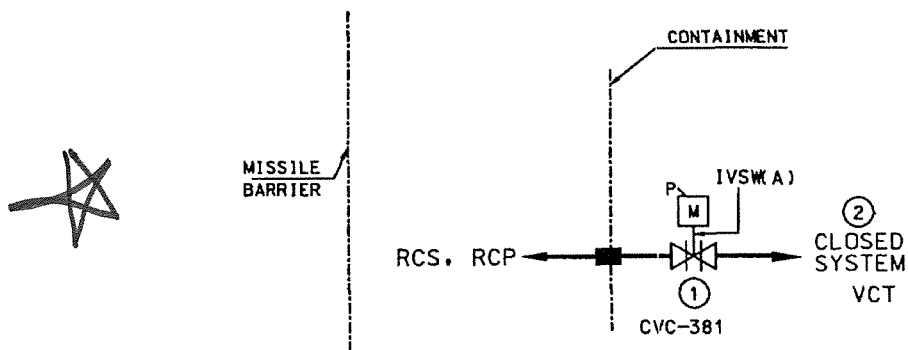 CONTAINMENT
MISSILE
BARRIER
IVSW(A)
P
M
2
CLOSED
SYSTEM
VCT
RCS, RCP
1
CVC-381